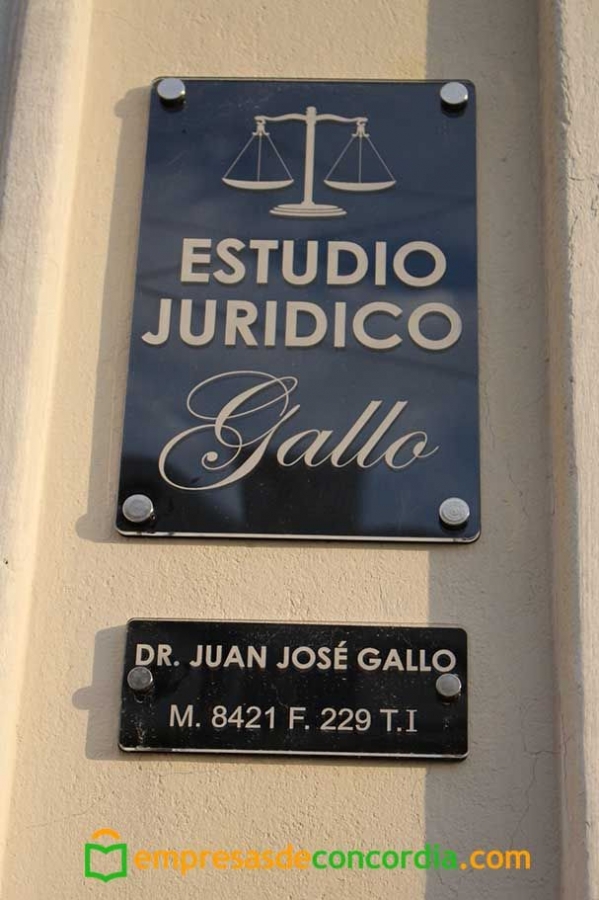 ESTUDIO
JURIDICO
Gallo
DR. JUAN JOSÉ GALLO
M. 8421 F. 229 T.I
empresasdeconcordia.com